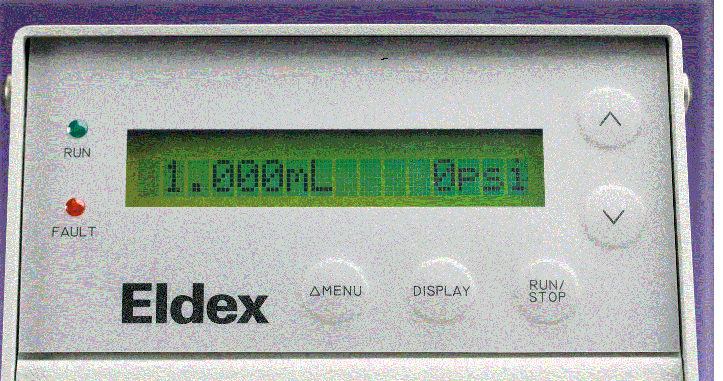 RUN
1.000mL 0psi
FAULT
Eldex
△MENU
DISPLAY
RUN/
STOP